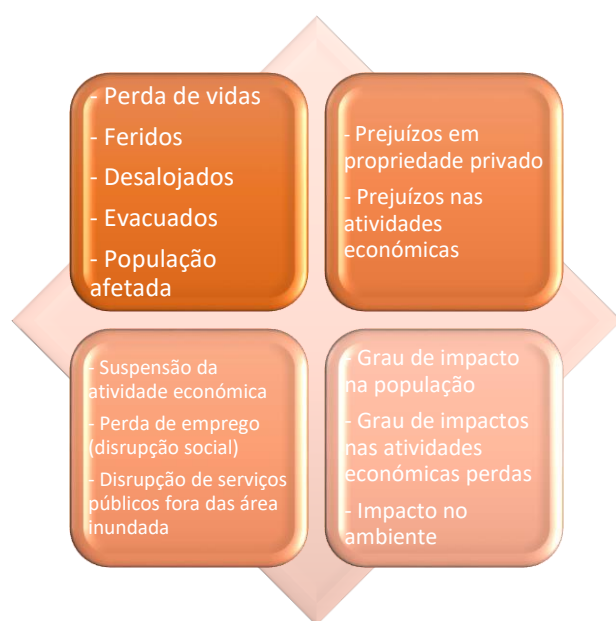 - Perda de vidas
- Feridos
- Desalojados
- Evacuados
- População
afetada
- Prejuízos em
propriedade privado
- Prejuízos nas
atividades
económicas
- Suspensão da
atividade económica
- Perda de emprego
(disrupção social)
- Disrupção de serviços
públicos fora das área
inundada
- Grau de impacto
na população
- Grau de impactos
nas atividades
económicas perdas
- Impacto no
ambiente